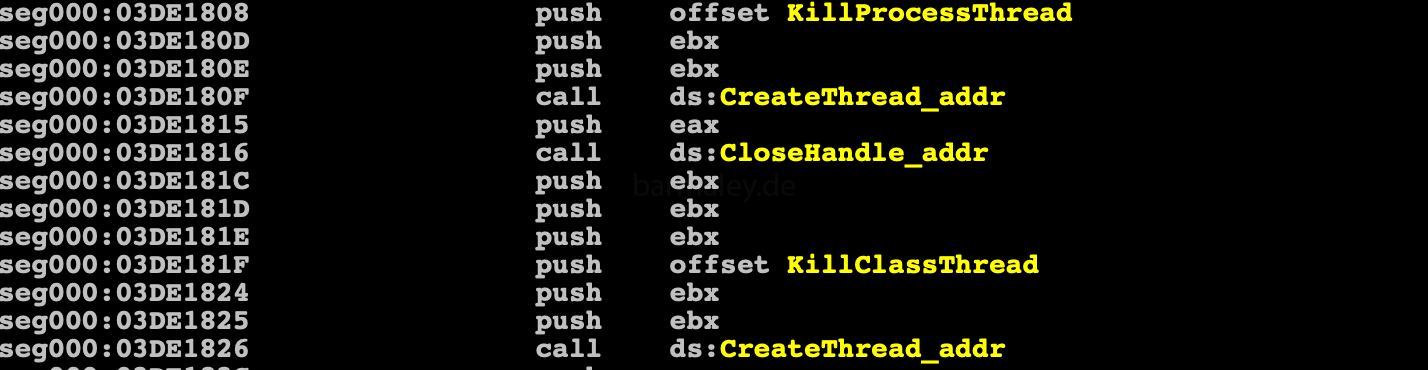 seg000:03DE1808 push offset KillProcessThread
seg000:03DE180D push ebx
seg000:03DE180E push ebx
seg000:03DE180F call ds:CreateThread_addr
seg000:03DE1815 push eax
seg000:03DE1816 call ds:CloseHandle_addr
seg000:03DE181C push ebx
seg000:03DE181D push ebx
seg000:03DE181E push ebx
seg000:03DE181F push offset KillClassThread
seg000:03DE1824 push ebx
seg000:03DE1825 push ebx
seg000:03DE1826 call ds:CreateThread_addr